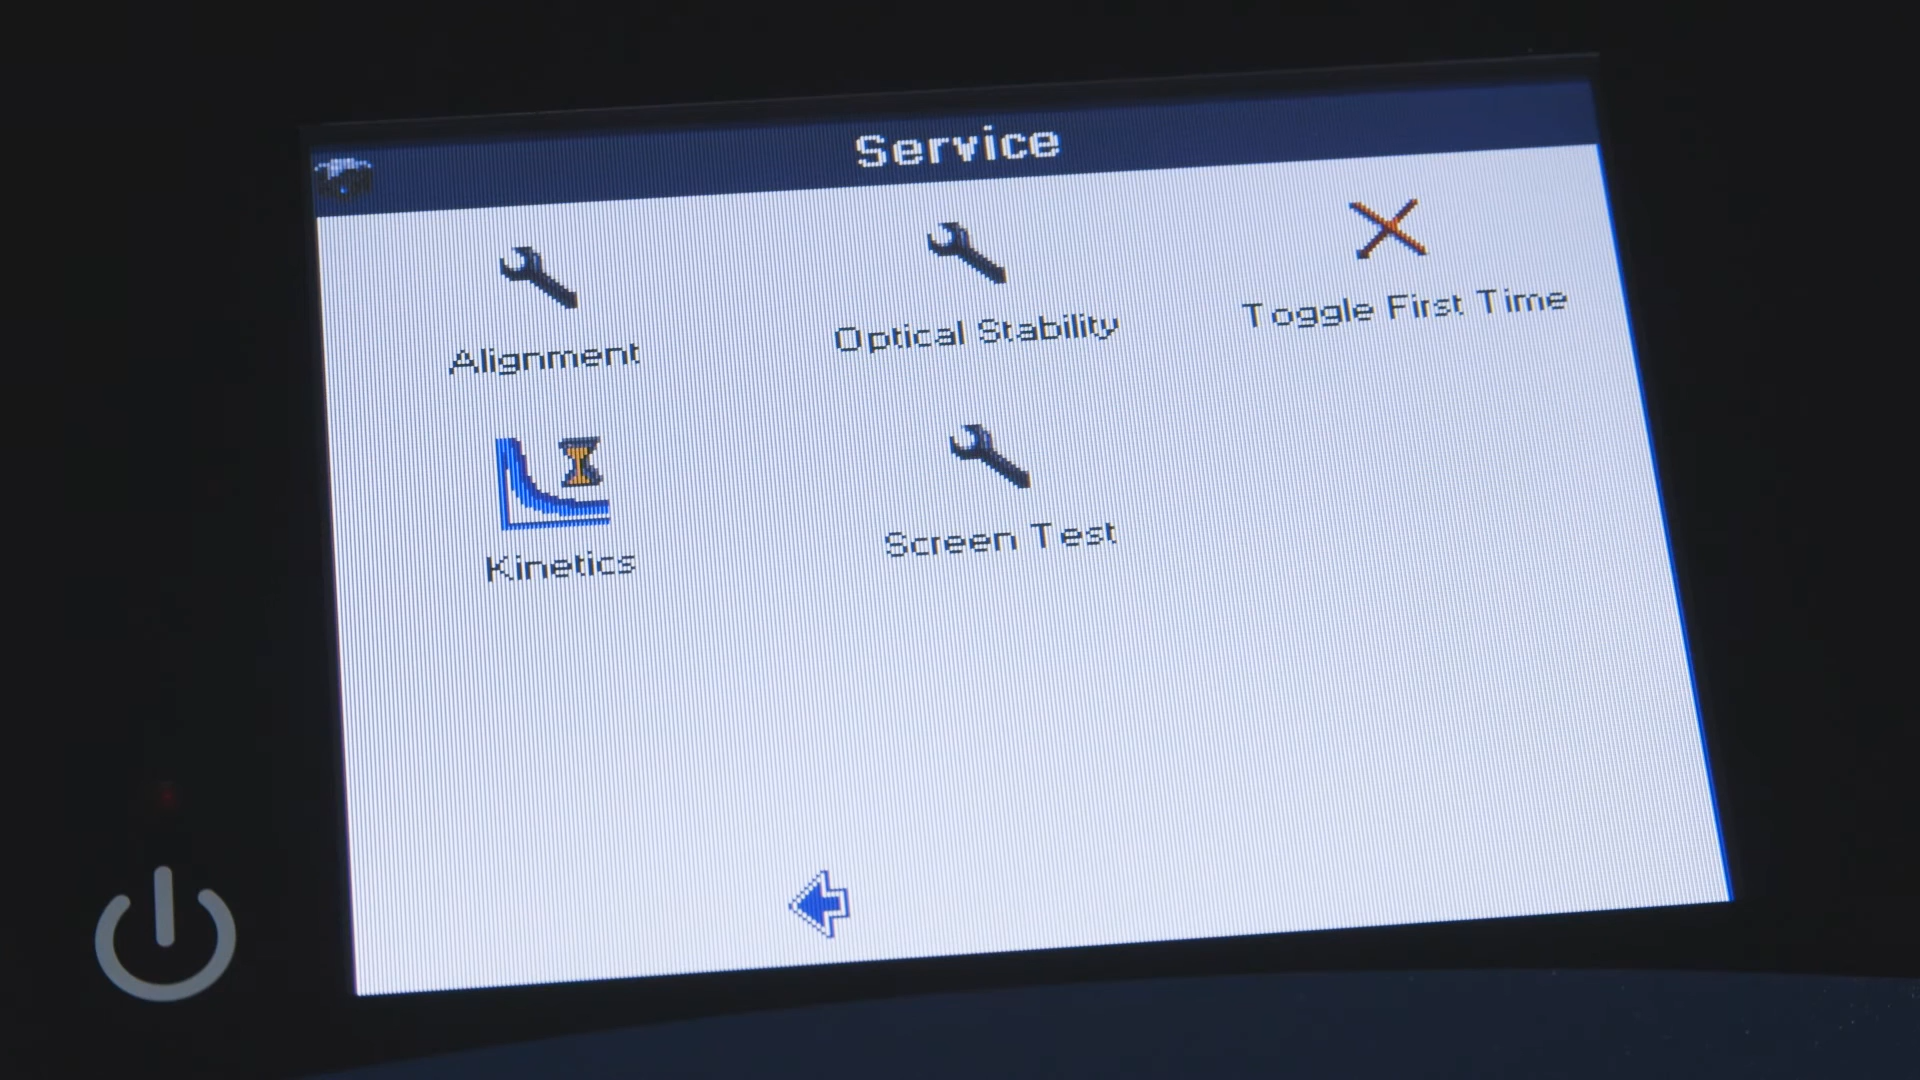 Service
Alignment
Optical Stability
Toggle First Time
Kinetics
Screen Test